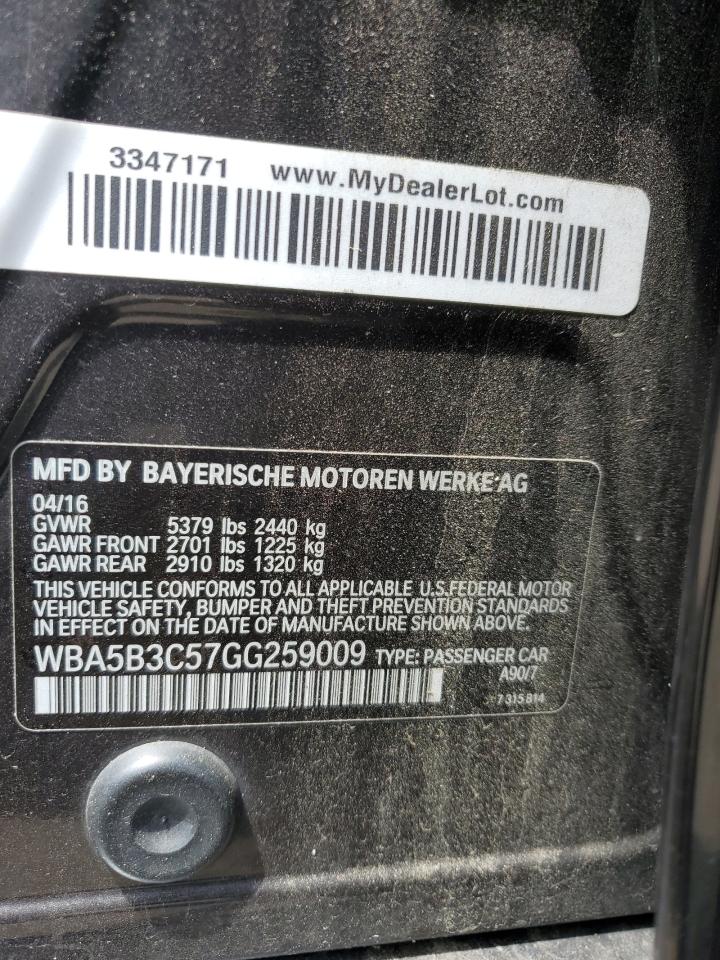 3347171 www.MyDealerLot.com
MFD BY BAYERISCHE MOTOREN WERKE AG
04/16
GVWR 5379 lbs 2440 kg
GAWR FRONT 2701 lbs 1225 kg
GAWR REAR 2910 lbs 1320 kg
THIS VEHICLE CONFORMS TO ALL APPLICABLE U.S.FEDERAL MOTOR
VEHICLE SAFETY, BUMPER AND THEFT PREVENTION STANDARDS
IN EFFECT ON THE DATE OF MANUFACTURE SHOWN ABOVE.
WBA5B3C57GG259009 TYPE: PASSENGER CAR
A90/7
7 315 814